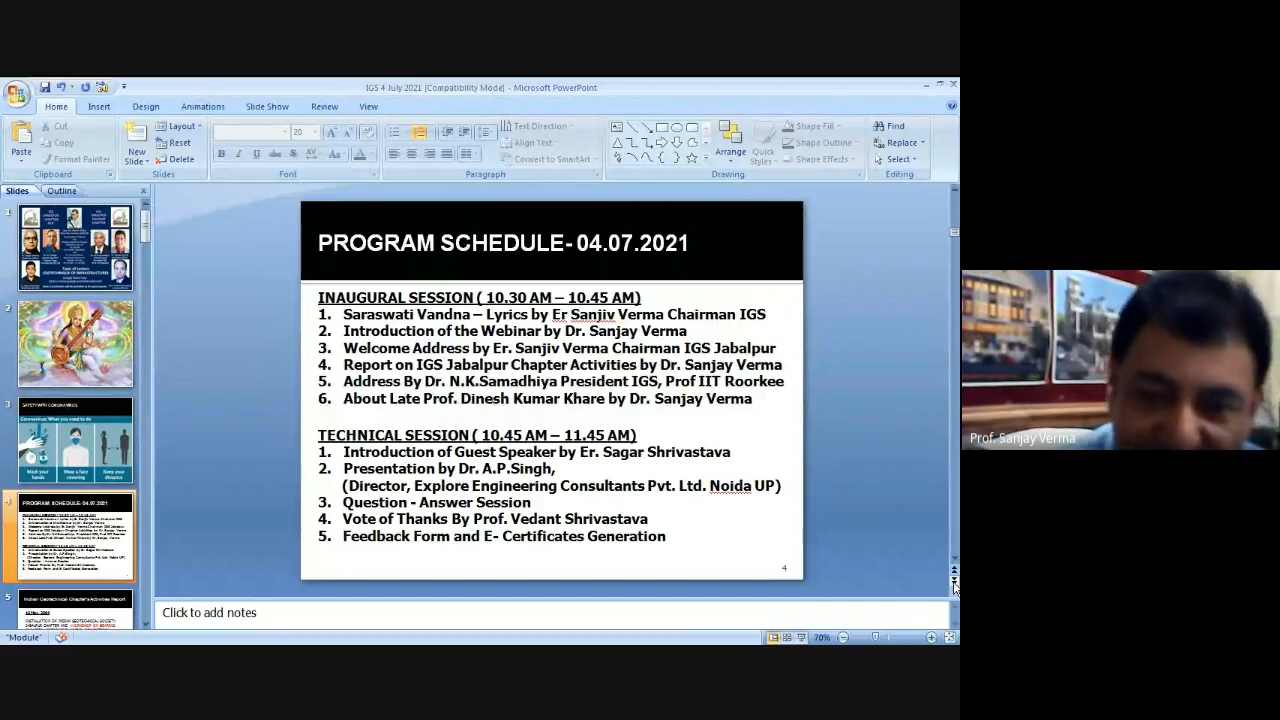 IGS 4 July 2021 [Compatibility Mode] - Microsoft PowerPoint
Home Insert Design Animations Slide Show Review View
Paste
Cut
Copy
Format Painter
Clipboard
New Slide
Layout
Reset
Delete
Slides
20
Font
Paragraph
Text Direction
Align Text
Convert to SmartArt
Arrange
Quick Styles
Shape Fill
Shape Outline
Shape Effects
Drawing
Find
Replace
Select
Editing
Slides Outline
1
2
3
4
5
PROGRAM SCHEDULE- 04.07.2021
INAUGURAL SESSION ( 10.30 AM – 10.45 AM)
1. Saraswati Vandna – Lyrics by Er Sanjiv Verma Chairman IGS
2. Introduction of the Webinar by Dr. Sanjay Verma
3. Welcome Address by Er. Sanjiv Verma Chairman IGS Jabalpur
4. Report on IGS Jabalpur Chapter Activities by Dr. Sanjay Verma
5. Address By Dr. N.K.Samadhiya President IGS, Prof IIT Roorkee
6. About Late Prof. Dinesh Kumar Khare by Dr. Sanjay Verma
TECHNICAL SESSION ( 10.45 AM – 11.45 AM)
1. Introduction of Guest Speaker by Er. Sagar Shrivastava
2. Presentation by Dr. A.P.Singh,
(Director, Explore Engineering Consultants Pvt. Ltd. Noida UP)
3. Question - Answer Session
4. Vote of Thanks By Prof. Vedant Shrivastava
5. Feedback Form and E- Certificates Generation
4
Click to add notes
"Module"
70%
Prof. Sanjay Verma